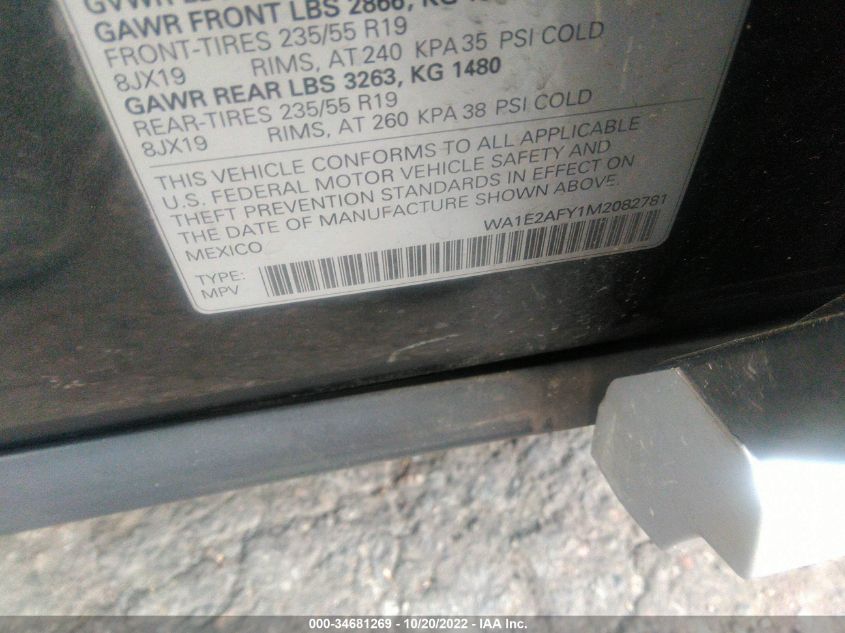 GAWR FRONT LBS 2866, KG
FRONT-TIRES 235/55 R19
8JX19 RIMS, AT 240 KPA 35 PSI COLD
GAWR REAR LBS 3263, KG 1480
REAR-TIRES 235/55 R19
8JX19 RIMS, AT 260 KPA 38 PSI COLD
THIS VEHICLE CONFORMS TO ALL APPLICABLE
U.S. FEDERAL MOTOR VEHICLE SAFETY AND
THEFT PREVENTION STANDARDS IN EFFECT ON
THE DATE OF MANUFACTURE SHOWN ABOVE.
MEXICO WA1E2AFY1M2082781
TYPE:
MPV
000-34681269 - 10/20/2022 - IAA Inc.